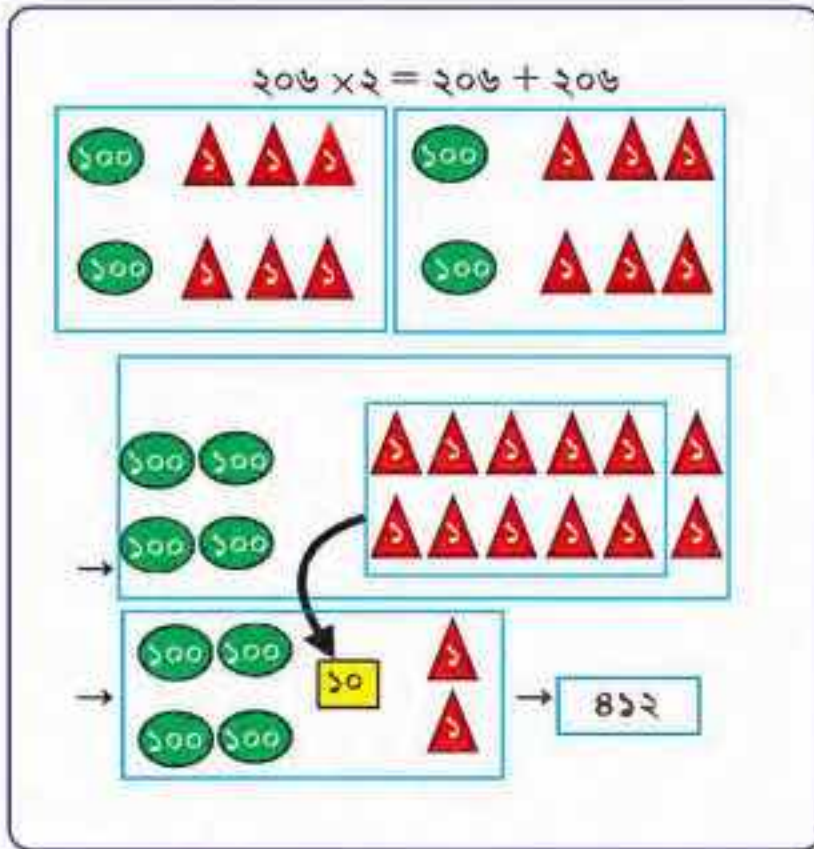 ২০৬ × ২ = ২০৬ + ২০৬
১০০ ১ ১ ১ ১০০ ১ ১ ১
১০০ ১ ১ ১ ১০০ ১ ১ ১
১০০ ১০০ ১ ১ ১ ১ ১ ১
→ ১০০ ১০০ ১ ১ ১ ১ ১ ১
১০০ ১০০ ১
→ ১০ → ৪১২
১০০ ১০০ ১